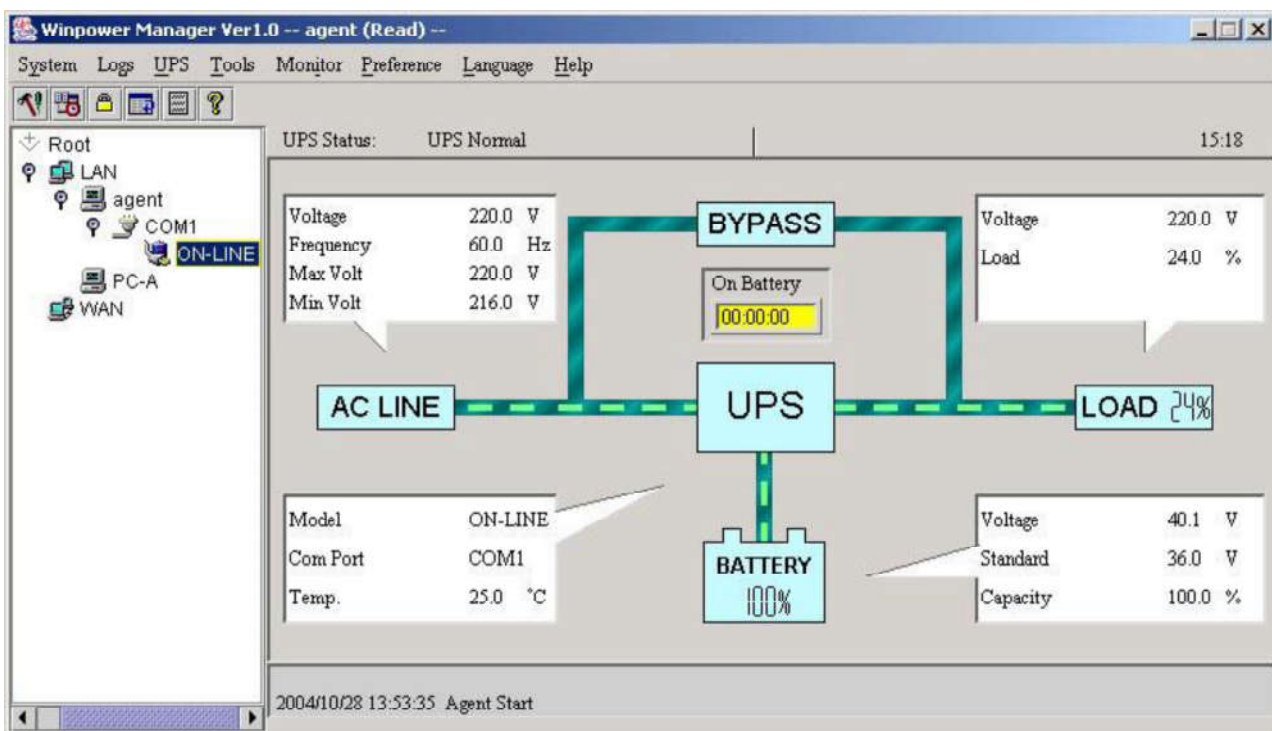 Winpower Manager Ver1.0 -- agent (Read) --
System Logs UPS Tools Monitor Preference Language Help
Root
LAN
agent
COM1
ON-LINE
PC-A
WAN
UPS Status: UPS Normal 15:18
Voltage 220.0 V
Frequency 60.0 Hz
Max Volt 220.0 V
Min Volt 216.0 V
BYPASS
On Battery
00:00:00
Voltage 220.0 V
Load 24.0 %
AC LINE
UPS
LOAD 24%
Model ON-LINE
Com Port COM1
Temp. 25.0 °C
BATTERY
100%
Voltage 40.1 V
Standard 36.0 V
Capacity 100.0 %
2004/10/28 13:53:35 Agent Start